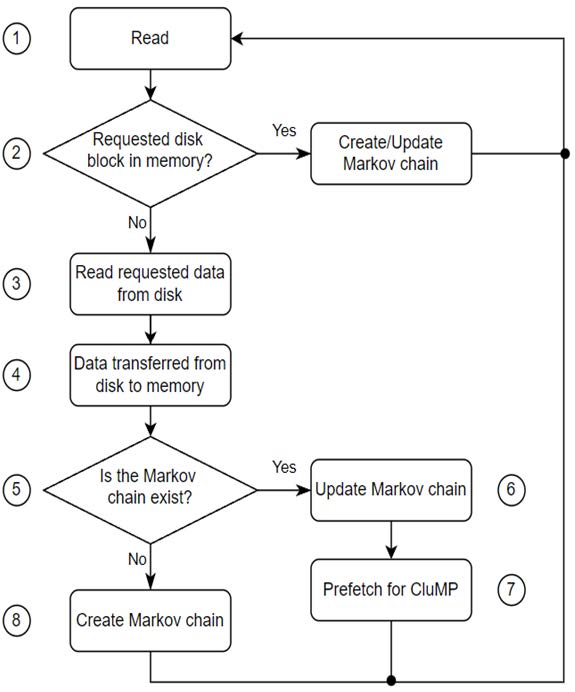 1
Read
2
Requested disk
block in memory?
Yes
Create/Update
Markov chain
No
3
Read requested data
from disk
4
Data transferred from
disk to memory
5
Is the Markov
chain exist?
Yes
Update Markov chain
6
No
Prefetch for CluMP
7
8
Create Markov chain